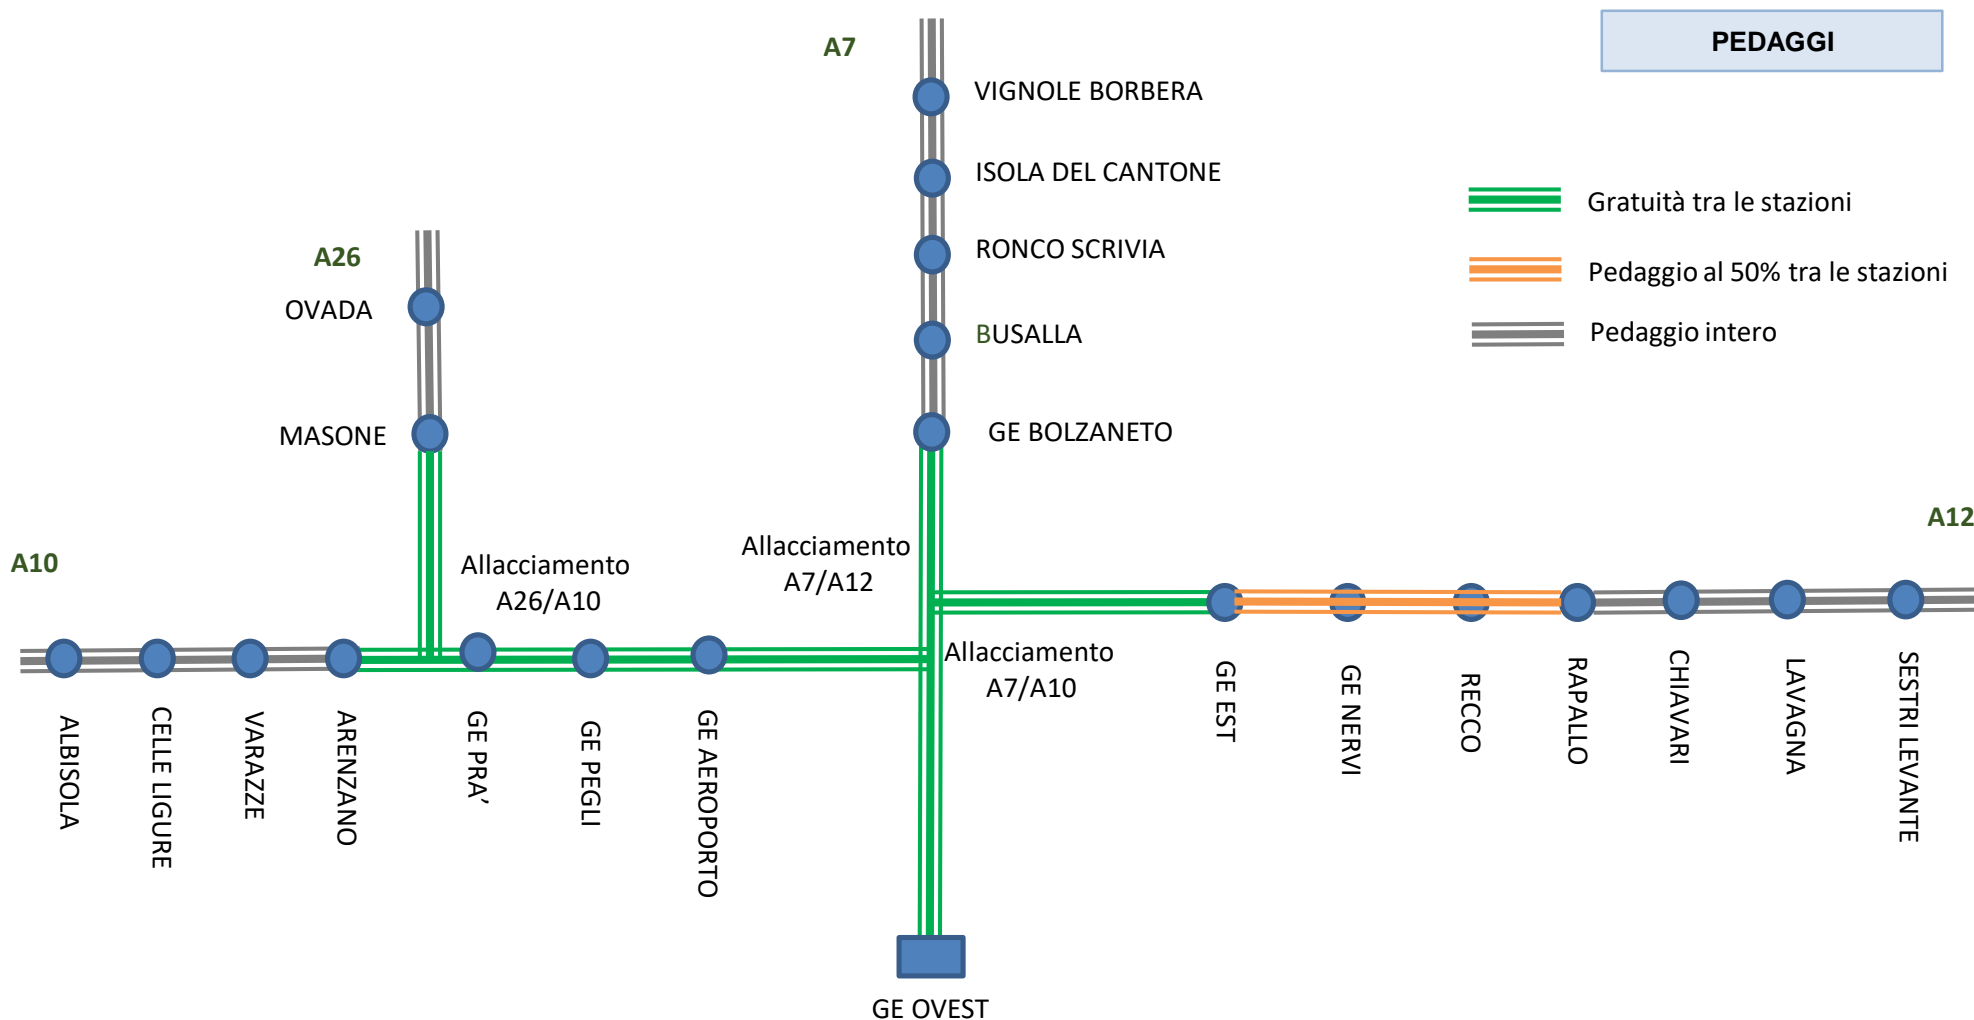 A7
PEDAGGI
VIGNOLE BORBERA
ISOLA DEL CANTONE
Gratuità tra le stazioni
A26
RONCO SCRIVIA
Pedaggio al 50% tra le stazioni
OVADA
BUSALLA
Pedaggio intero
MASONE
GE BOLZANETO
A12
A10
Allacciamento
A26/A10
Allacciamento
A7/A12
Allacciamento
A7/A10
ALBISOLA
CELLE LIGURE
VARAZZE
ARENZANO
GE PRA’
GE PEGLI
GE AEROPORTO
GE EST
GE NERVI
RECCO
RAPALLO
CHIAVARI
LAVAGNA
SESTRI LEVANTE
GE OVEST